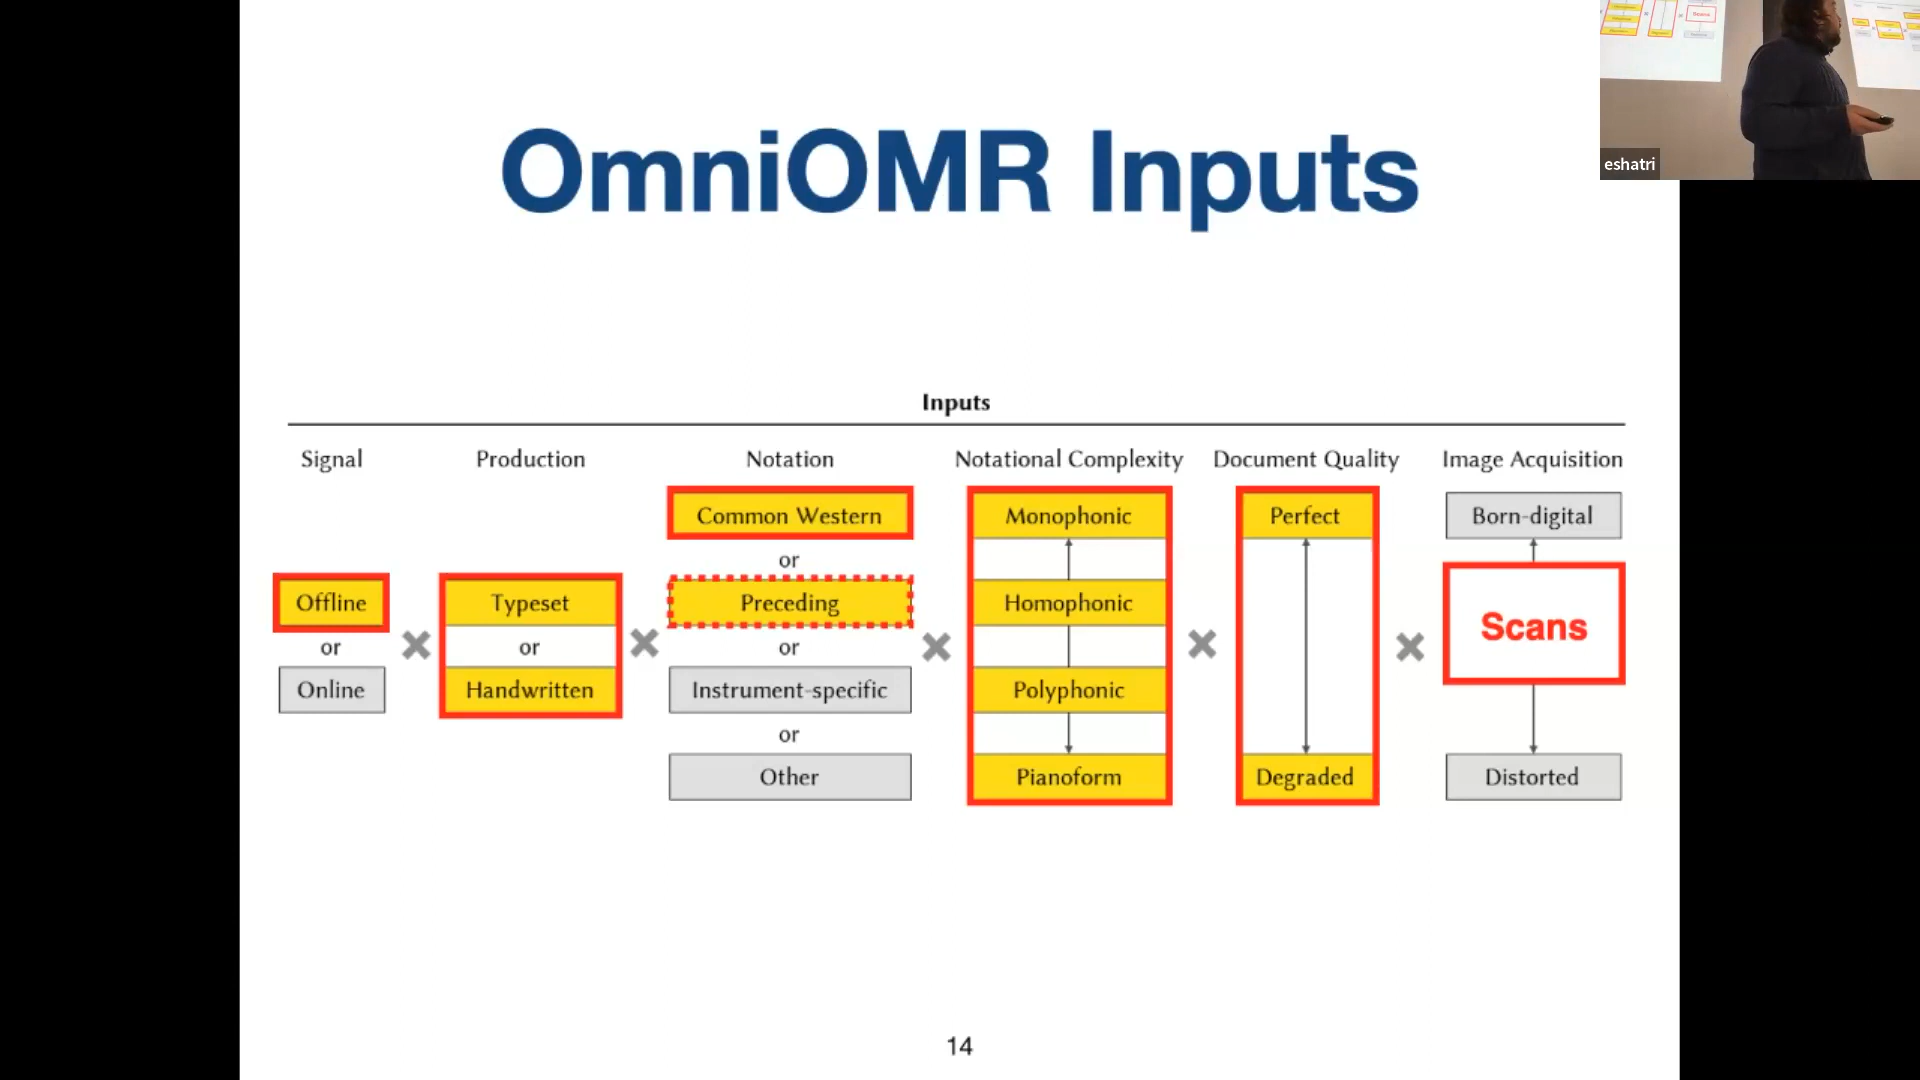 OmniOMR Inputs
eshatri
Inputs
Signal
Production
Notation
Notational Complexity
Document Quality
Image Acquisition
Offline
or
Online
Typeset
or
Handwritten
Common Western
or
Preceding
or
Instrument-specific
or
Other
Monophonic
Homophonic
Polyphonic
Pianoform
Perfect
Degraded
Born-digital
Scans
Distorted
14